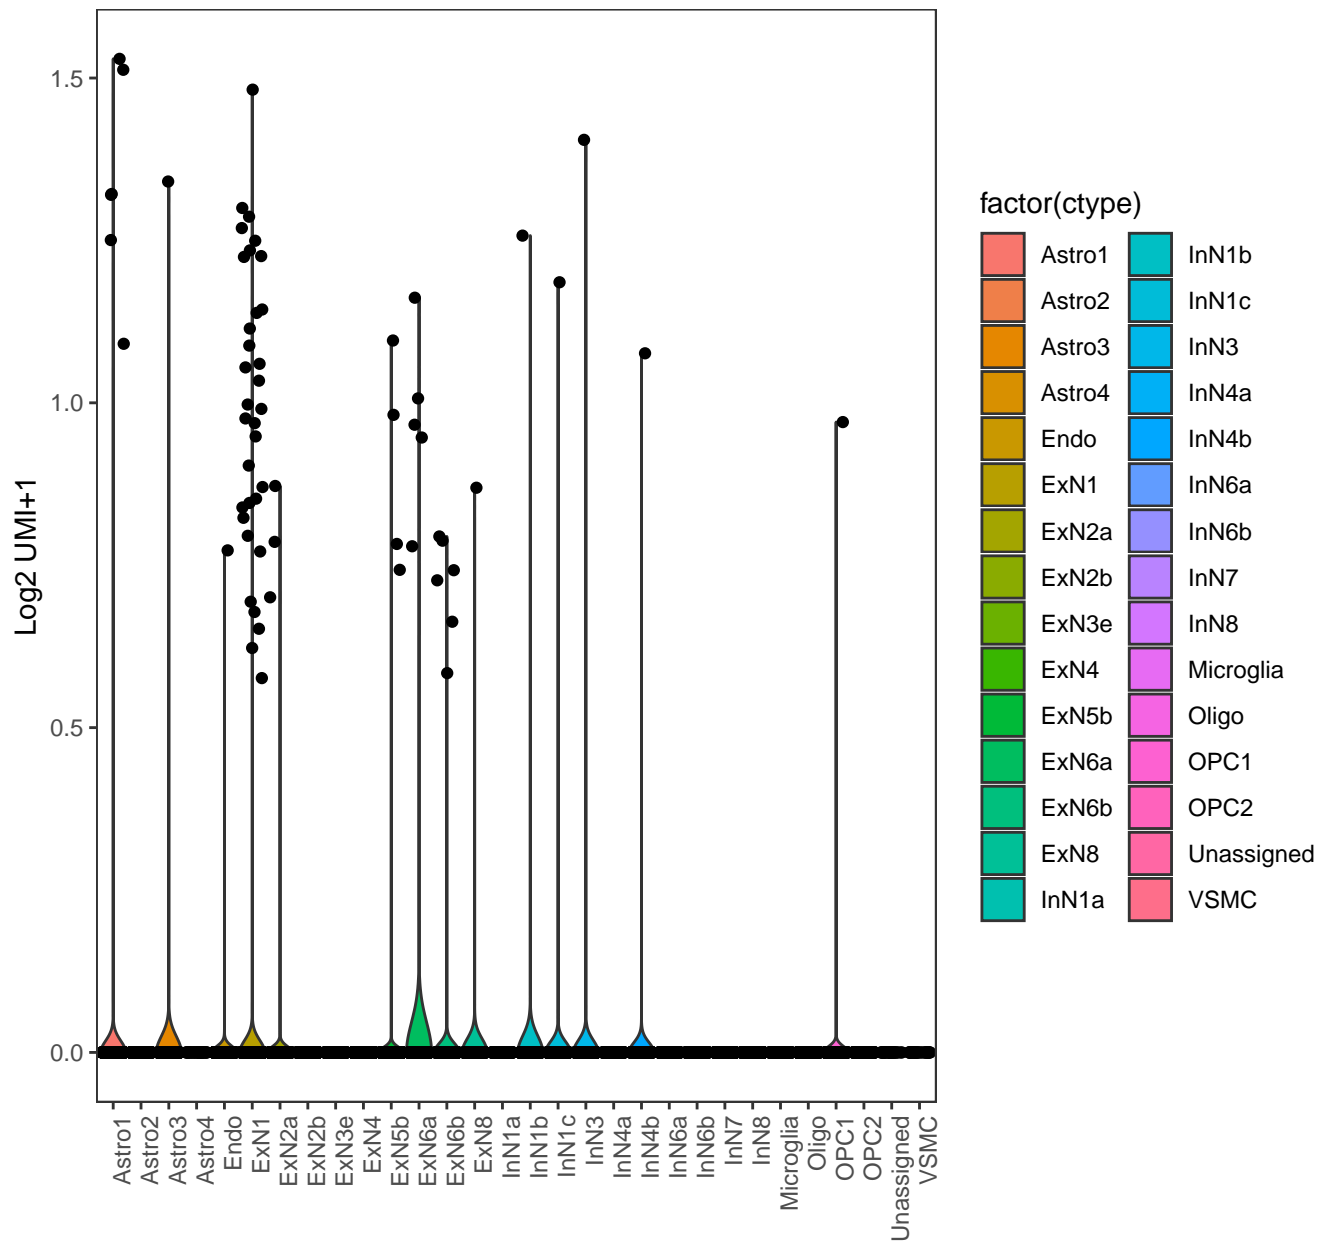 1.5
1.0
0.5
0.0
Log2 UMI+1
Astro1
Astro2
Astro3
Astro4
Endo
ExN1
ExN2a
ExN2b
ExN3e
ExN4
ExN5b
ExN6a
ExN6b
ExN8
InN1a
InN1b
InN1c
InN3
InN4a
InN4b
InN6a
InN6b
InN7
InN8
Microglia
Oligo
OPC1
OPC2
Unassigned
VSMC
factor(ctype)
Astro1
Astro2
Astro3
Astro4
Endo
ExN1
ExN2a
ExN2b
ExN3e
ExN4
ExN5b
ExN6a
ExN6b
ExN8
InN1a
InN1b
InN1c
InN3
InN4a
InN4b
InN6a
InN6b
InN7
InN8
Microglia
Oligo
OPC1
OPC2
Unassigned
VSMC